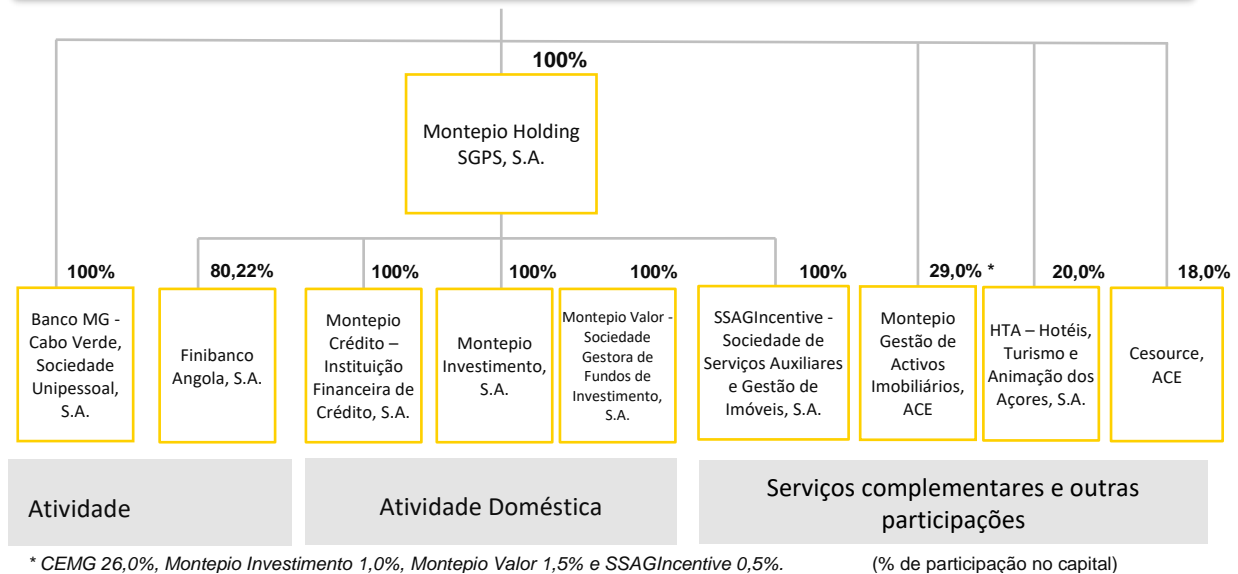 100%
Montepio Holding
SGPS, S.A.
100%
Banco MG -
Cabo Verde,
Sociedade
Unipessoal,
S.A.
80,22%
Finibanco
Angola, S.A.
100%
Montepio
Crédito –
Instituição
Financeira de
Crédito, S.A.
100%
Montepio
Investimento,
S.A.
100%
Montepio Valor -
Sociedade
Gestora de
Fundos de
Investimento,
S.A.
100%
SSAGIncentive -
Sociedade de
Serviços Auxiliares
e Gestão de
Imóveis, S.A.
29,0% *
Montepio
Gestão de
Activos
Imobiliários,
ACE
20,0%
HTA – Hotéis,
Turismo e
Animação dos
Açores, S.A.
18,0%
Cesource,
ACE
Atividade
Atividade Doméstica
Serviços complementares e outras
participações
* CEMG 26,0%, Montepio Investimento 1,0%, Montepio Valor 1,5% e SSAGIncentive 0,5%.
(% de participação no capital)